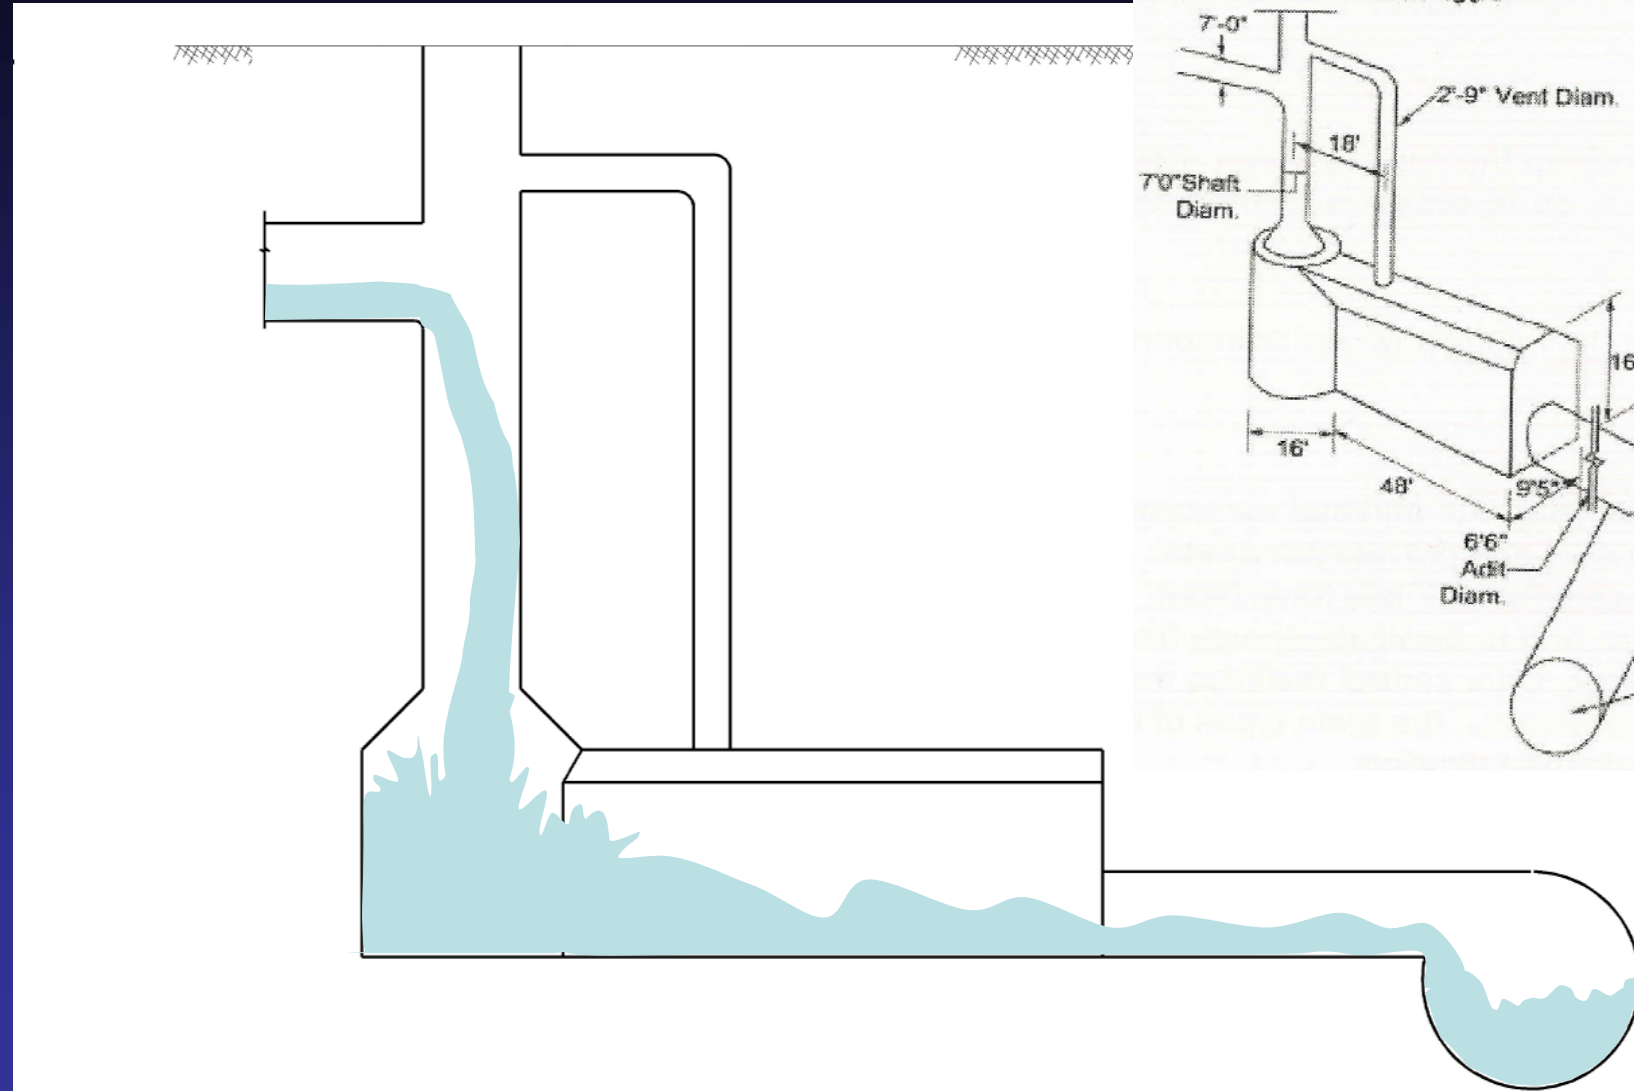 7'-0"
2'-9" Vent Diam.
18'
7'0"Shaft
Diam.
16
16'
48'
9'5"
6'6"
Adit
Diam.